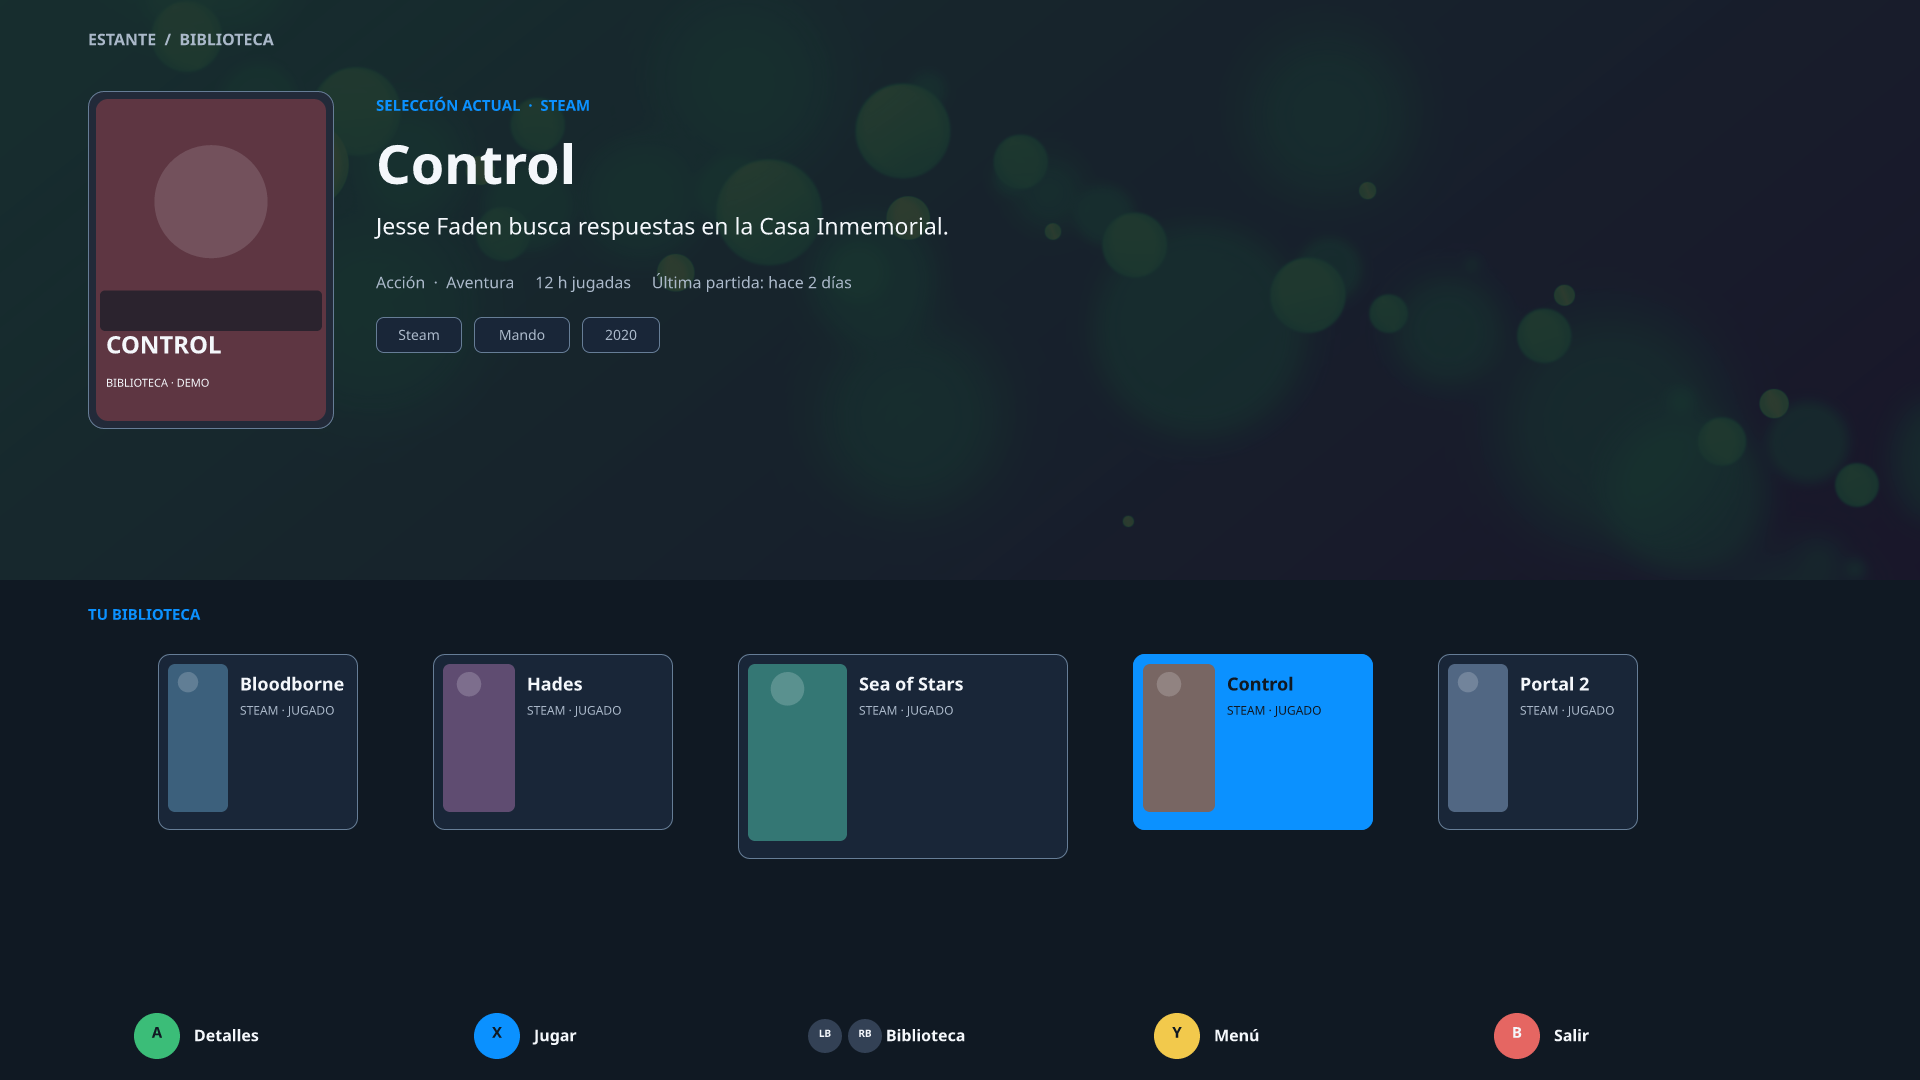 ESTANTE / BIBLIOTECA
SELECCIÓN ACTUAL · STEAM
Control
Jesse Faden busca respuestas en la Casa Inmemorial.
Acción · Aventura 12 h jugadas Última partida: hace 2 días
Steam Mando 2020
CONTROL
BIBLIOTECA · DEMO
TU BIBLIOTECA
Bloodborne
STEAM · JUGADO
Hades
STEAM · JUGADO
Sea of Stars
STEAM · JUGADO
Control
STEAM · JUGADO
Portal 2
STEAM · JUGADO
A Detalles
X Jugar
LB RB Biblioteca
Y Menú
B Salir